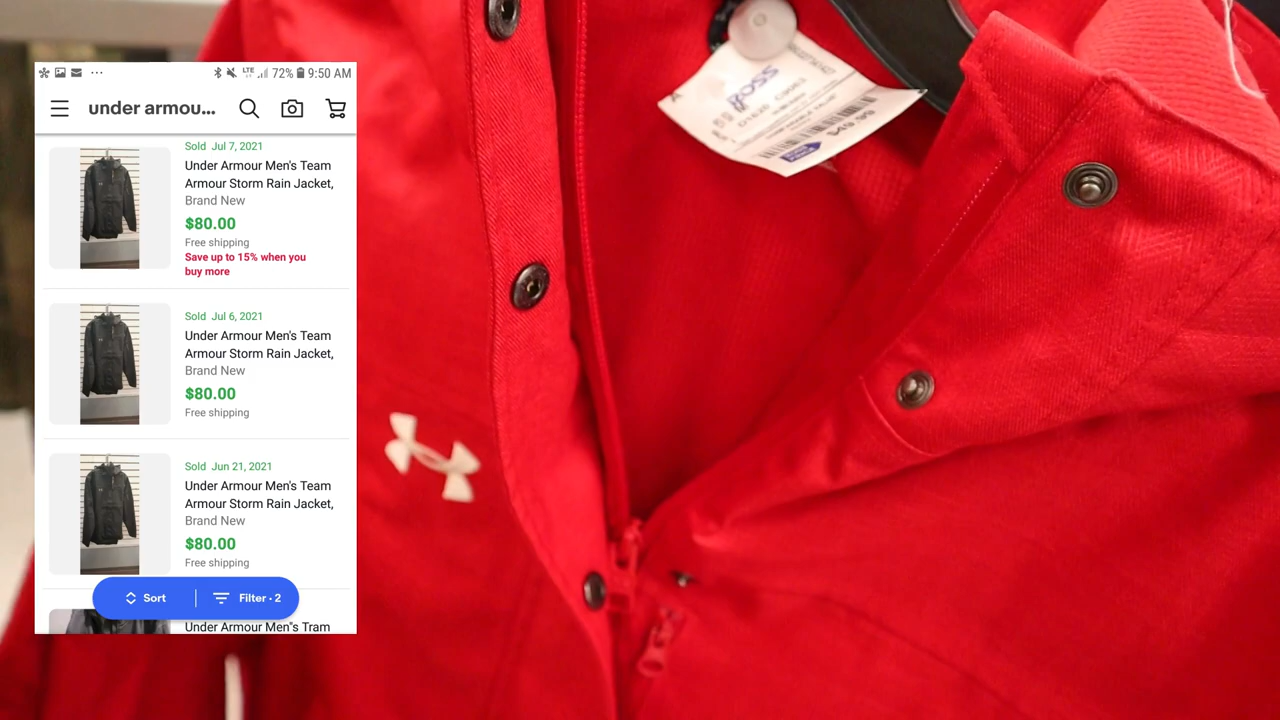 LTE 72% 9:50 AM
under armou...
Sold Jul 7, 2021
Under Armour Men's Team
Armour Storm Rain Jacket,
Brand New
$80.00
Free shipping
Save up to 15% when you
buy more
Sold Jul 6, 2021
Under Armour Men's Team
Armour Storm Rain Jacket,
Brand New
$80.00
Free shipping
Sold Jun 21, 2021
Under Armour Men's Team
Armour Storm Rain Jacket,
Brand New
$80.00
Free shipping
Sort Filter · 2
Under Armour Men"s Tram
ROSS